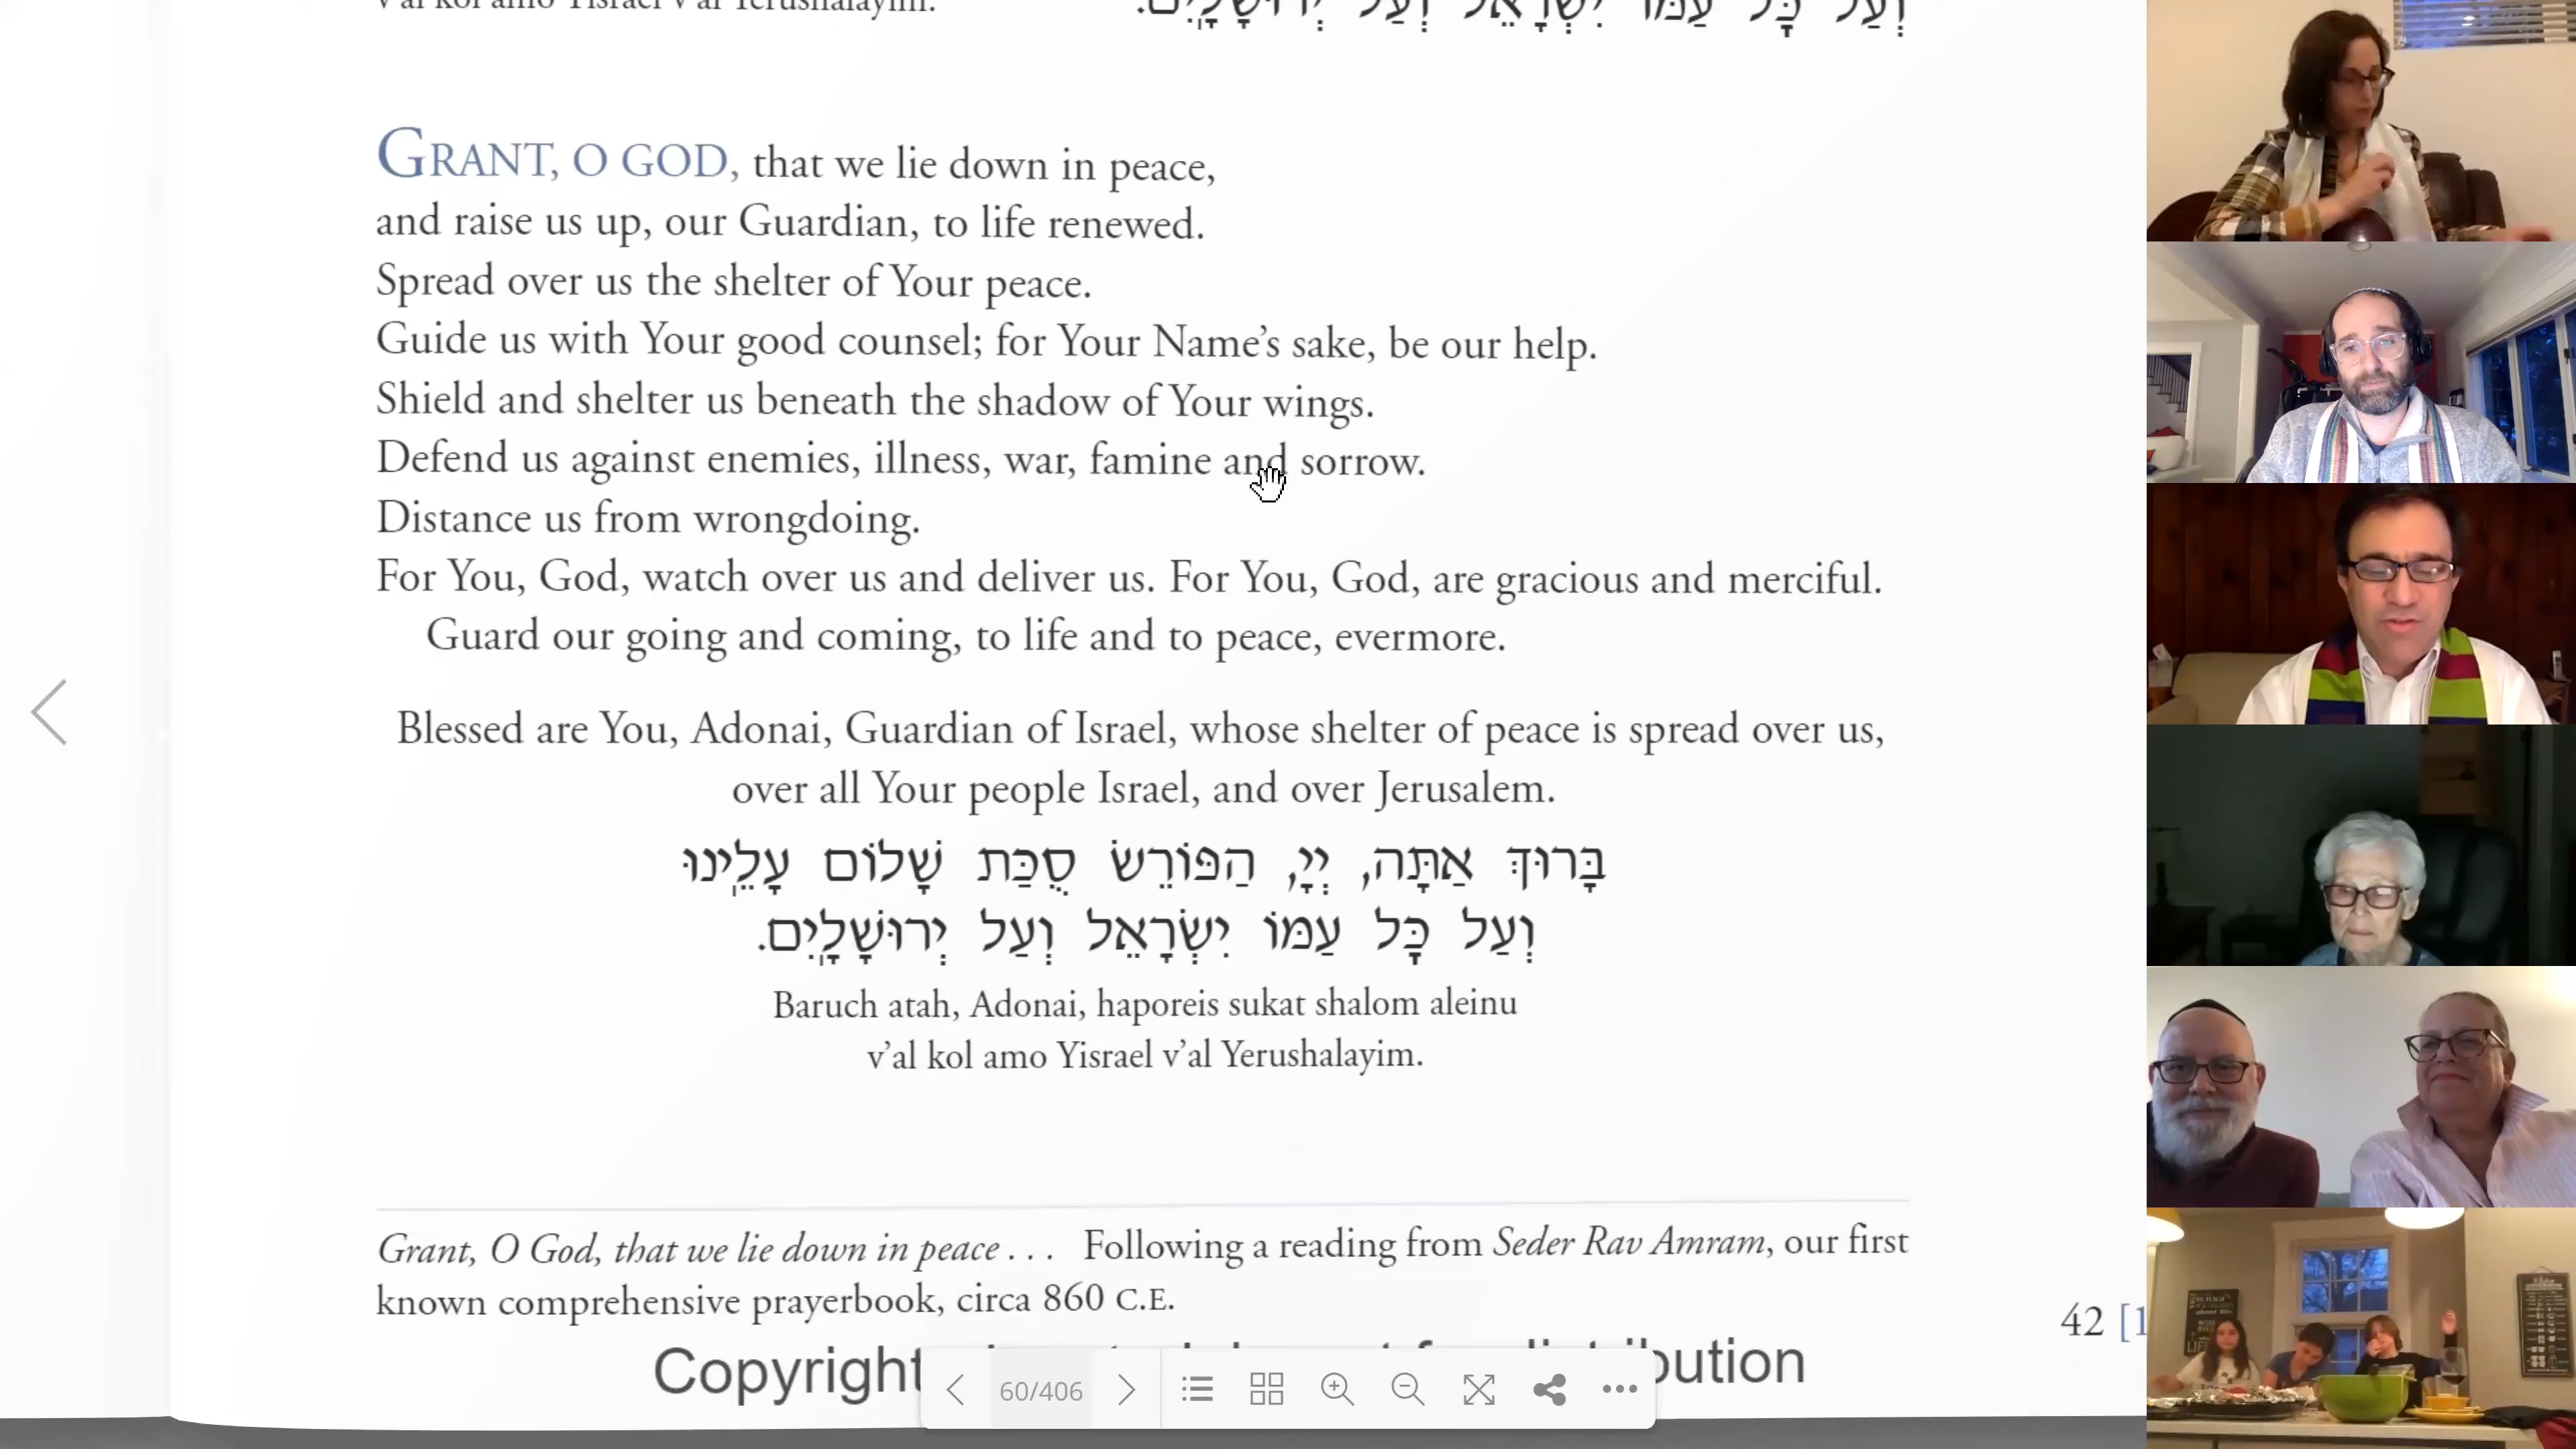 v'al kol amo Yisrael v'al Yerushalayim.
וְעַל כָּל עַמּוֹ יִשְׂרָאֵל וְעַל יְרוּשָׁלָֽיִם.
GRANT, O GOD, that we lie down in peace,
and raise us up, our Guardian, to life renewed.
Spread over us the shelter of Your peace.
Guide us with Your good counsel; for Your Name’s sake, be our help.
Shield and shelter us beneath the shadow of Your wings.
Defend us against enemies, illness, war, famine and sorrow.
Distance us from wrongdoing.
For You, God, watch over us and deliver us. For You, God, are gracious and merciful.
Guard our going and coming, to life and to peace, evermore.
Blessed are You, Adonai, Guardian of Israel, whose shelter of peace is spread over us,
over all Your people Israel, and over Jerusalem.
בָּרוּךְ אַתָּה, יְיָ, הַפּוֹרֵשׂ סֻכַּת שָׁלוֹם עָלֵֽינוּ
וְעַל כָּל עַמּוֹ יִשְׂרָאֵל וְעַל יְרוּשָׁלָֽיִם.
Baruch atah, Adonai, haporeis sukat shalom aleinu
v’al kol amo Yisrael v’al Yerushalayim.
Grant, O God, that we lie down in peace . . . Following a reading from Seder Rav Amram, our first
known comprehensive prayerbook, circa 860 C.E.
42 [1
Copyright
60/406